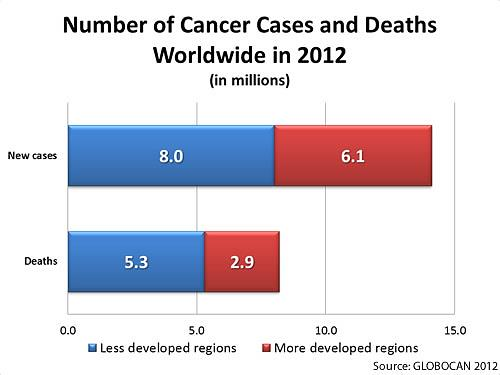 Number of Cancer Cases and Deaths
Worldwide in 2012
(in millions)
New cases
8.0
6.1
Deaths
5.3
2.9
0.0
5.0
10.0
15.0
Less developed regions
More developed regions
Source: GLOBOCAN 2012